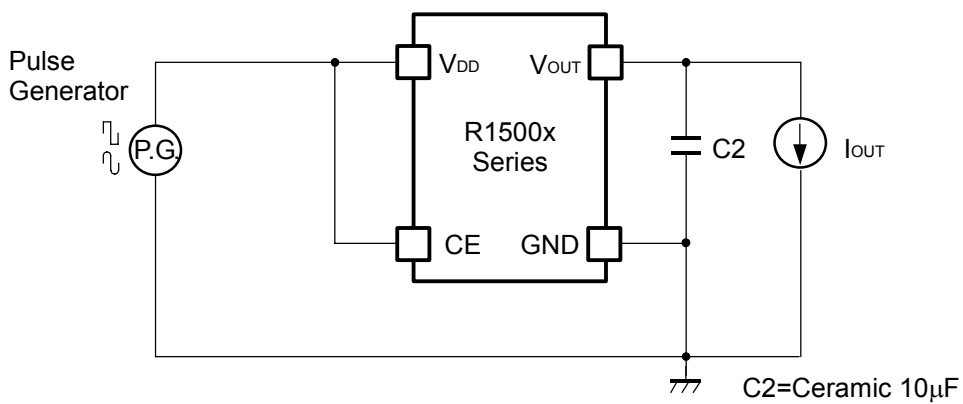 Pulse
Generator
P.G.
VDD
VOUT
R1500x
Series
CE
GND
C2
IOUT
C2=Ceramic 10μF